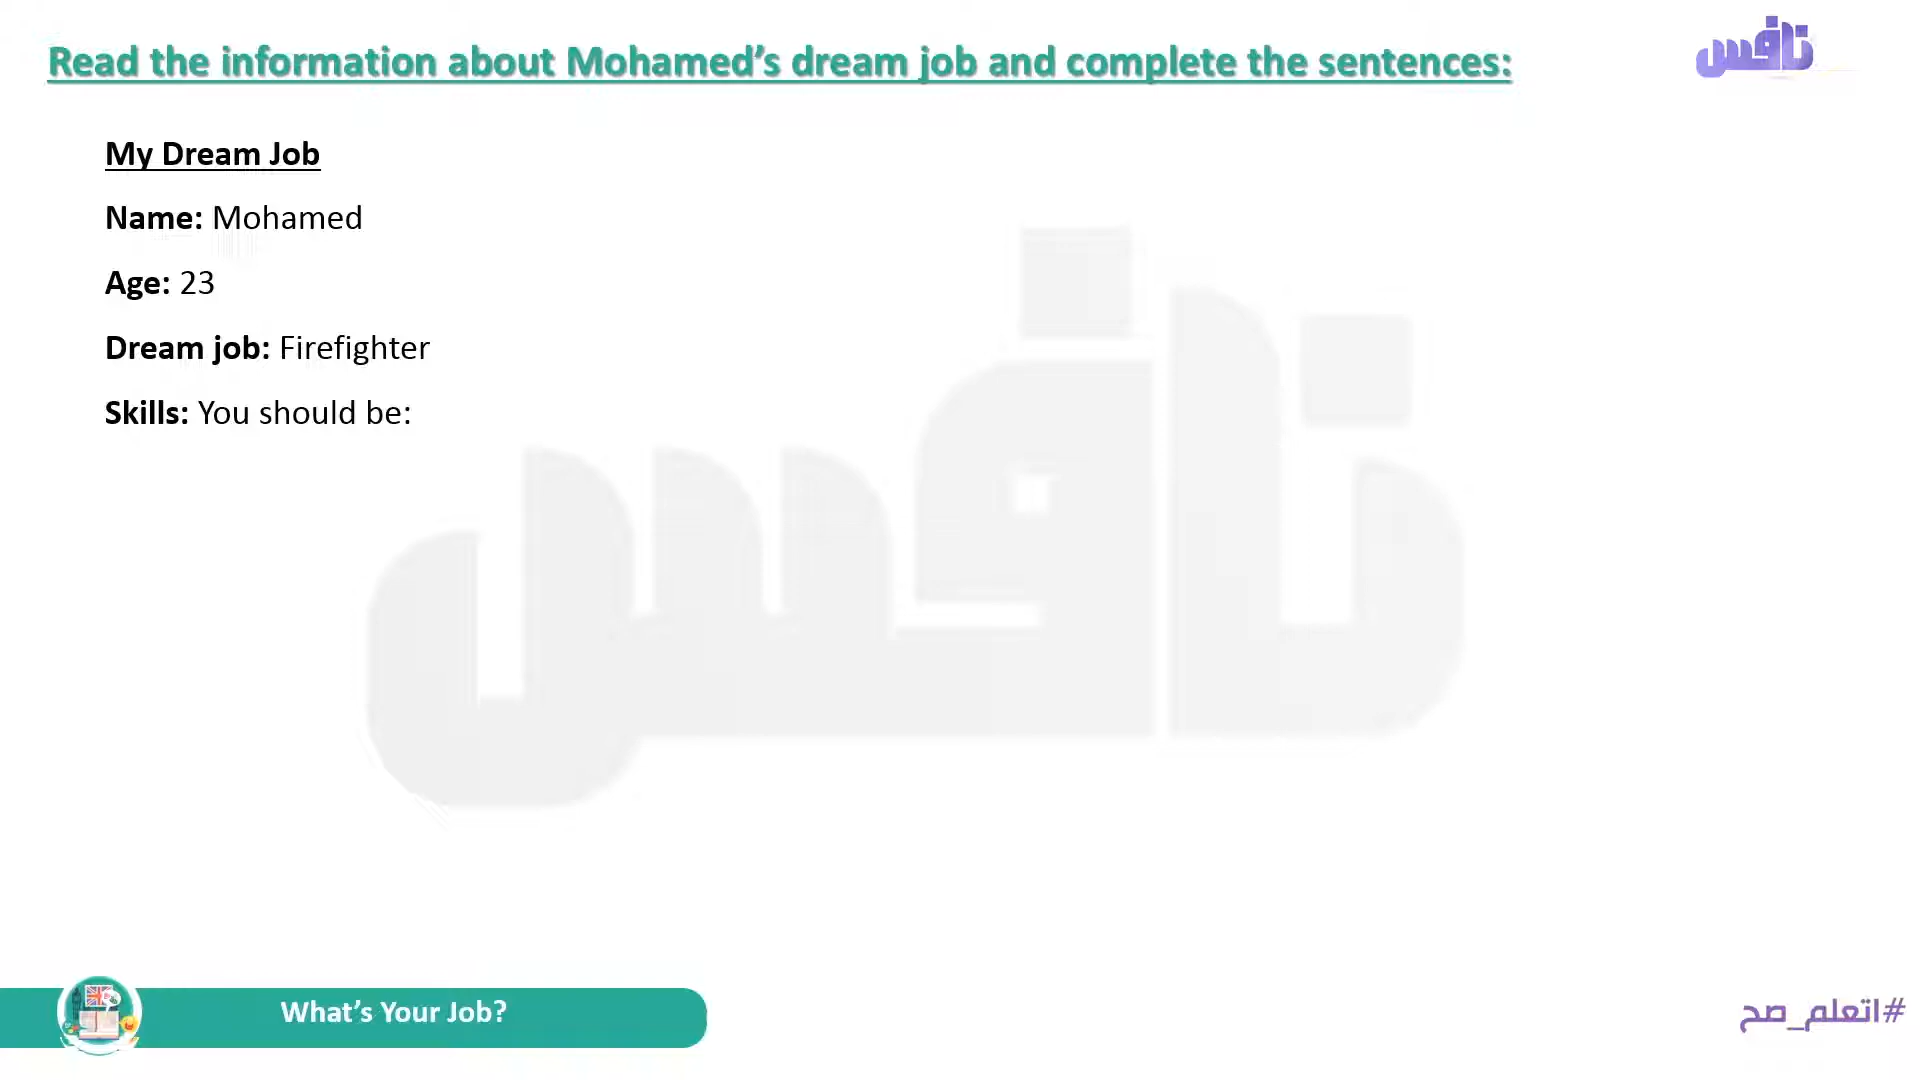 Read the information about Mohamed’s dream job and complete the sentences:
نافس
My Dream Job
Name: Mohamed
Age: 23
Dream job: Firefighter
Skills: You should be:
نافس
What’s Your Job?
#اتعلم_صح